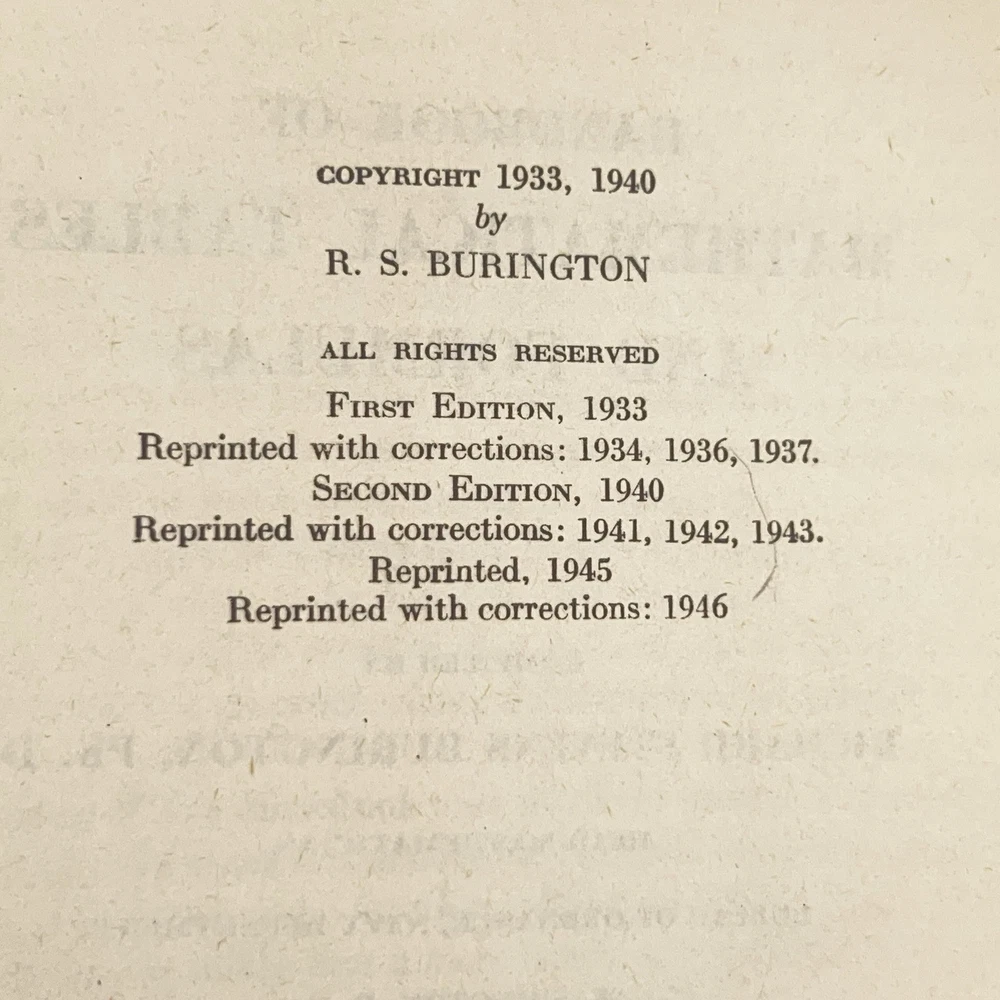 COPYRIGHT 1933, 1940
by
R. S. BURINGTON
ALL RIGHTS RESERVED
FIRST EDITION, 1933
Reprinted with corrections: 1934, 1936, 1937.
SECOND EDITION, 1940
Reprinted with corrections: 1941, 1942, 1943.
Reprinted, 1945
Reprinted with corrections: 1946